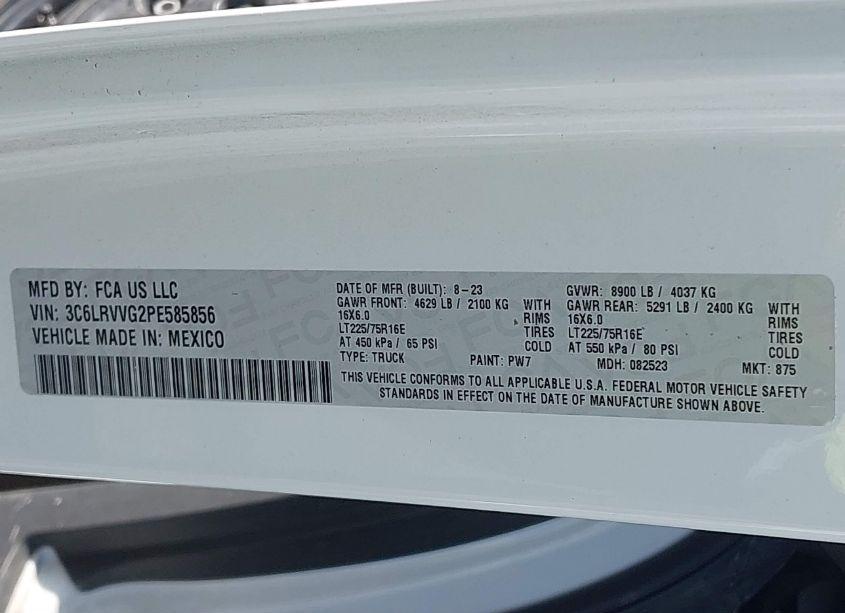 MFD BY: FCA US LLC
VIN: 3C6LRVVG2PE585856
VEHICLE MADE IN: MEXICO
DATE OF MFR (BUILT): 8-23
GAWR FRONT: 4629 LB / 2100 KG WITH
16X6.0 RIMS
LT225/75R16E TIRES
AT 450 kPa / 65 PSI COLD
TYPE: TRUCK PAINT: PW7
GVWR: 8900 LB / 4037 KG
GAWR REAR: 5291 LB / 2400 KG WITH
16X6.0 RIMS
LT225/75R16E TIRES
AT 550 kPa / 80 PSI COLD
MDH: 082523 MKT: 875
THIS VEHICLE CONFORMS TO ALL APPLICABLE U.S.A. FEDERAL MOTOR VEHICLE SAFETY
STANDARDS IN EFFECT ON THE DATE OF MANUFACTURE SHOWN ABOVE.